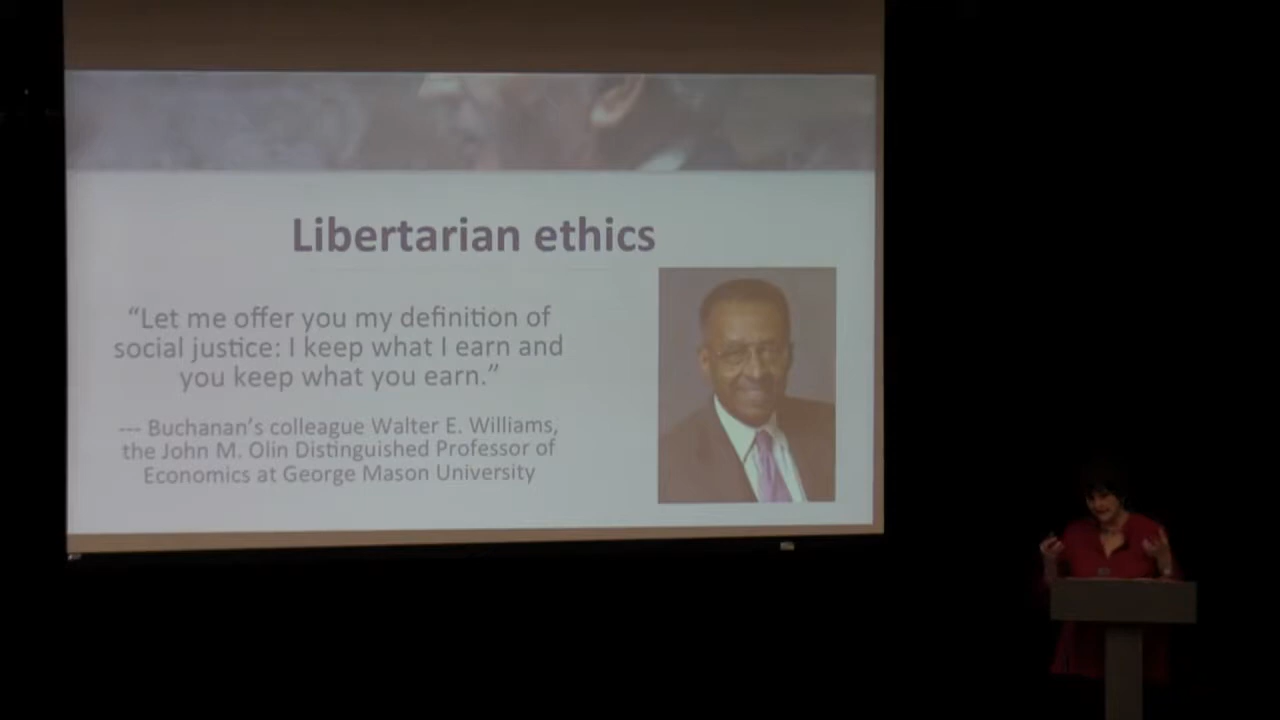 Libertarian ethics
“Let me offer you my definition of
social justice: I keep what I earn and
you keep what you earn.”
--- Buchanan’s colleague Walter E. Williams,
the John M. Olin Distinguished Professor of
Economics at George Mason University